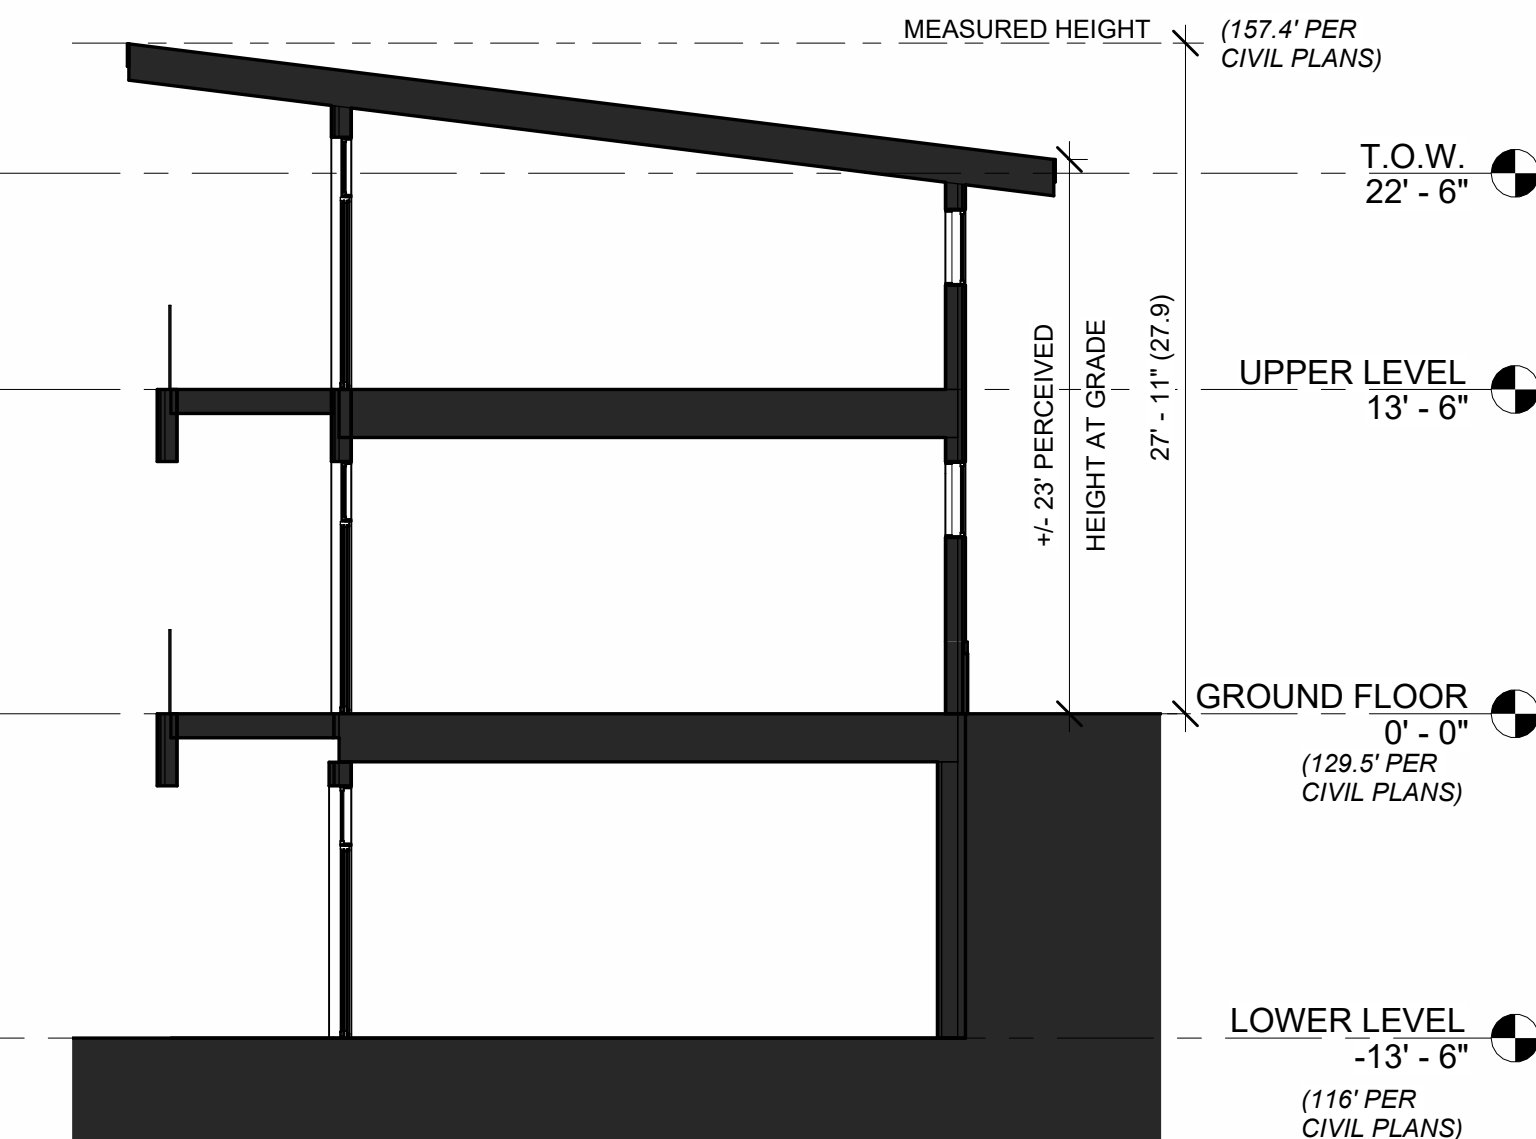 MEASURED HEIGHT
(157.4' PER
CIVIL PLANS)
T.O.W.
22' - 6"
UPPER LEVEL
13' - 6"
+/- 23' PERCEIVED
HEIGHT AT GRADE
27' - 11" (27.9)
GROUND FLOOR
0' - 0"
(129.5' PER
CIVIL PLANS)
LOWER LEVEL
-13' - 6"
(116' PER
CIVIL PLANS)